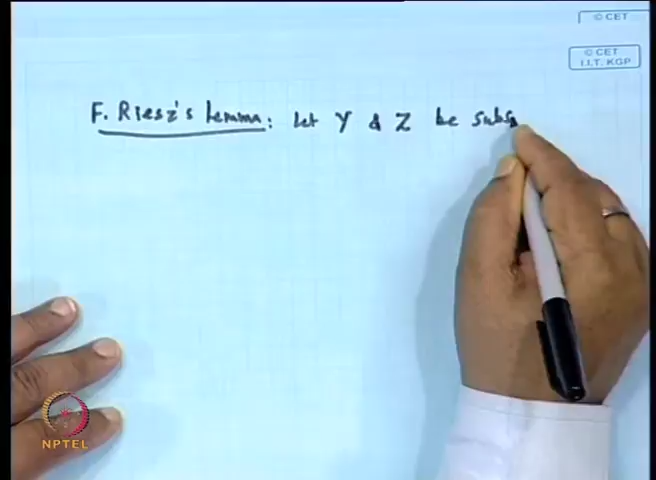 © CET
© CET
I.I.T. KGP
F. Riesz's Lemma: Let Y & Z be subs
NPTEL